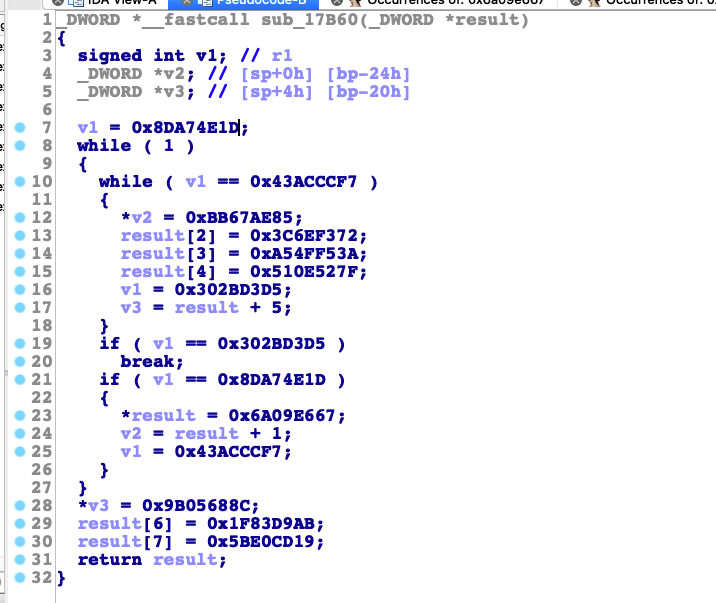 IDA View-A Pseudocode-B Occurrences of: 0x6a09e667
1 _DWORD *__fastcall sub_17B60(_DWORD *result)
2 {
3 signed int v1; // r1
4 _DWORD *v2; // [sp+0h] [bp-24h]
5 _DWORD *v3; // [sp+4h] [bp-20h]
6
7 v1 = 0x8DA74E1D;
8 while ( 1 )
9 {
10 while ( v1 == 0x43ACCCF7 )
11 {
12 *v2 = 0xBB67AE85;
13 result[2] = 0x3C6EF372;
14 result[3] = 0xA54FF53A;
15 result[4] = 0x510E527F;
16 v1 = 0x302BD3D5;
17 v3 = result + 5;
18 }
19 if ( v1 == 0x302BD3D5 )
20 break;
21 if ( v1 == 0x8DA74E1D )
22 {
23 *result = 0x6A09E667;
24 v2 = result + 1;
25 v1 = 0x43ACCCF7;
26 }
27 }
28 *v3 = 0x9B05688C;
29 result[6] = 0x1F83D9AB;
30 result[7] = 0x5BE0CD19;
31 return result;
32 }